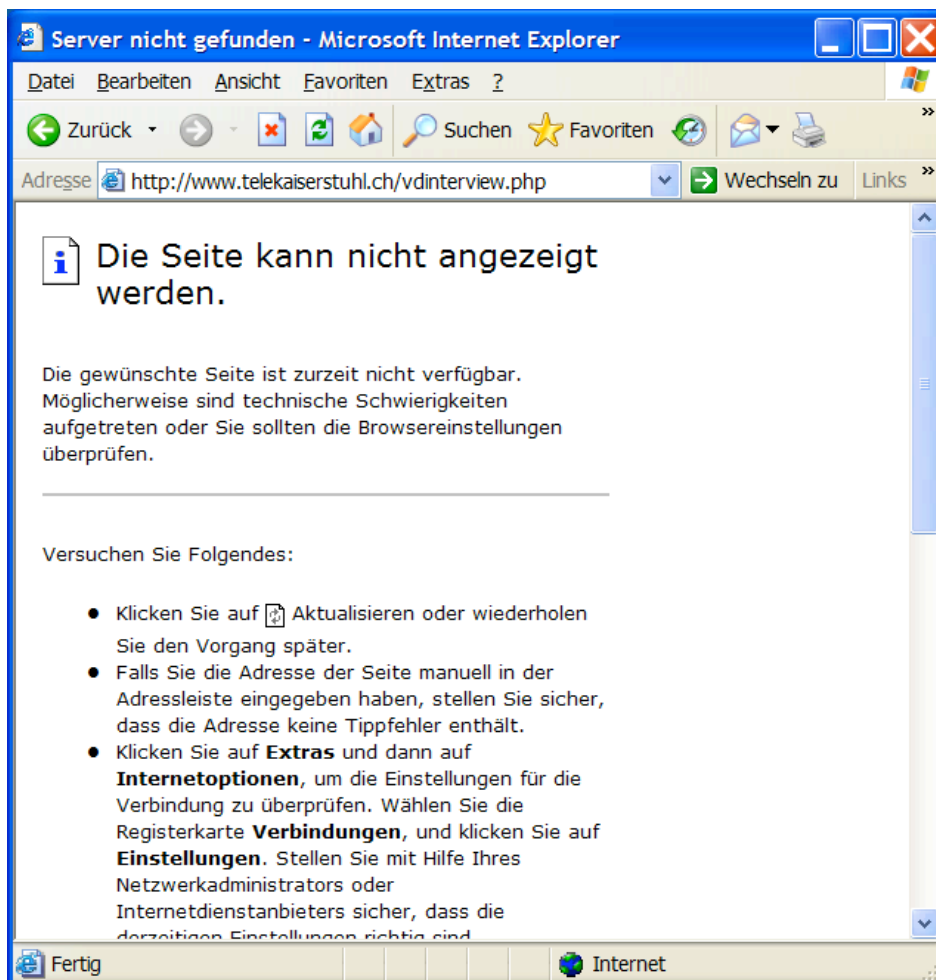 Server nicht gefunden - Microsoft Internet Explorer
Datei Bearbeiten Ansicht Favoriten Extras ?
Zurück Suchen Favoriten »
Adresse http://www.telekaiserstuhl.ch/vdinterview.php Wechseln zu Links »
Die Seite kann nicht angezeigt
werden.
Die gewünschte Seite ist zurzeit nicht verfügbar.
Möglicherweise sind technische Schwierigkeiten
aufgetreten oder Sie sollten die Browsereinstellungen
überprüfen.
Versuchen Sie Folgendes:
• Klicken Sie auf Aktualisieren oder wiederholen
Sie den Vorgang später.
• Falls Sie die Adresse der Seite manuell in der
Adressleiste eingegeben haben, stellen Sie sicher,
dass die Adresse keine Tippfehler enthält.
• Klicken Sie auf Extras und dann auf
Internetoptionen, um die Einstellungen für die
Verbindung zu überprüfen. Wählen Sie die
Registerkarte Verbindungen, und klicken Sie auf
Einstellungen. Stellen Sie mit Hilfe Ihres
Netzwerkadministrators oder
Internetdienstanbieters sicher, dass die
derzeitigen Einstellungen richtig sind
Fertig Internet